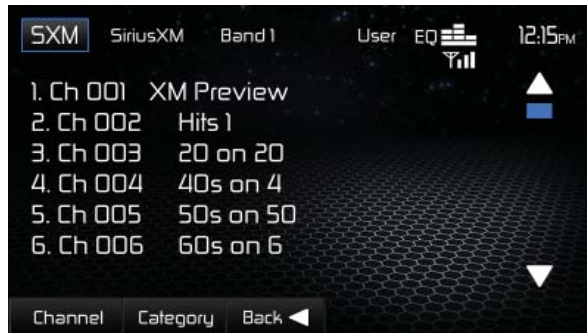 SXM SiriusXM Band 1 User EQ 12:15PM
1. Ch 001 XM Preview
2. Ch 002 Hits 1
3. Ch 003 20 on 20
4. Ch 004 40s on 4
5. Ch 005 50s on 50
6. Ch 006 60s on 6
Channel Category Back